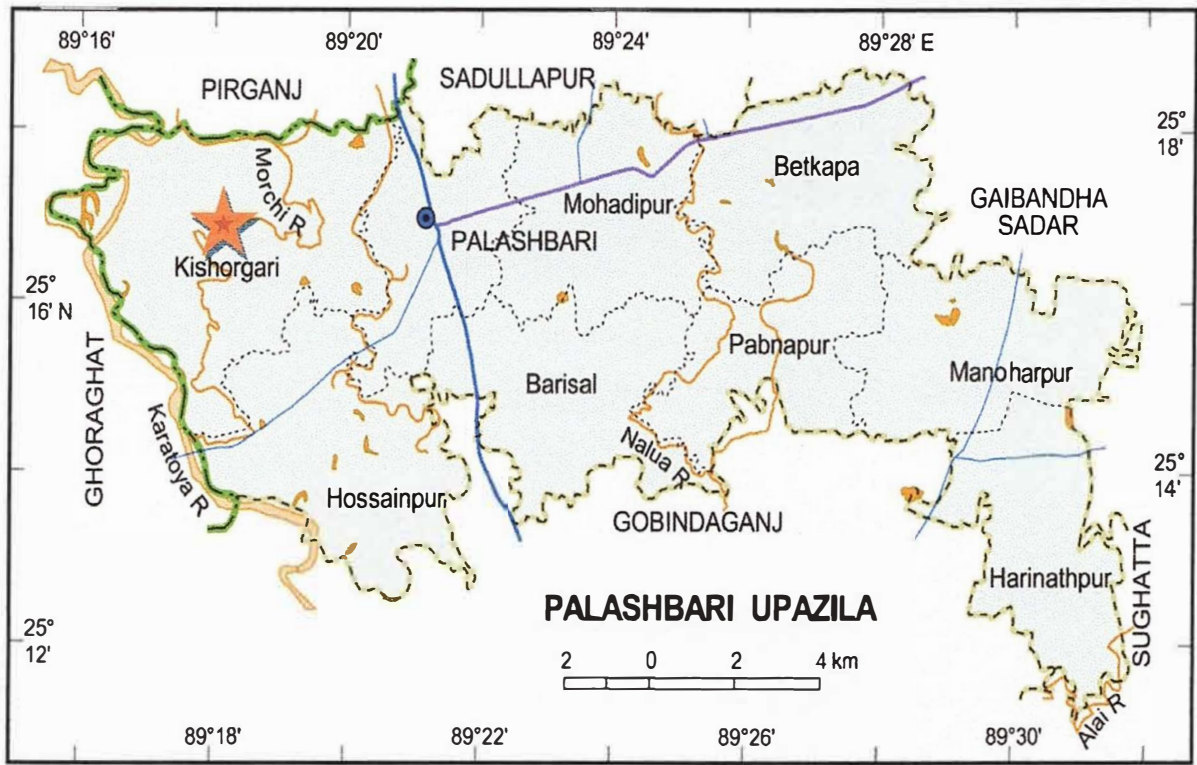 89°16' 89°20' 89°24' 89°28' E
PIRGANJ
SADULLAPUR
25°
18'
Morchi R
Betkapa
Mohadipur
GAIBANDHA
SADAR
PALASHBARI
Kishorgari
25°
16' N
GHORAGHAT
Pabnapur
Barisal
Manoharpur
Karatoya R
Nalua R
25°
14'
Hossainpur
GOBINDAGANJ
Harinathpur
SUGHATTA
PALASHBARI UPAZILA
25°
12'
2 0 2 4 km
Alai R
89°18' 89°22' 89°26' 89°30'